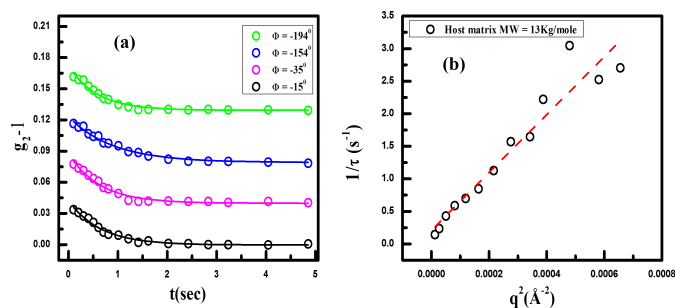 (a)
Φ = -194⁰
Φ = -154⁰
Φ = -35⁰
Φ = -15⁰
g₂-1
0.21
0.18
0.15
0.12
0.09
0.06
0.03
0.00
0 1 2 3 4 5
t(sec)
Host matrix MW = 13Kg/mole
(b)
1/τ (s⁻¹)
3.5
3.0
2.5
2.0
1.5
1.0
0.5
0.0
0.0000 0.0002 0.0004 0.0006 0.0008
q²(Å⁻²)